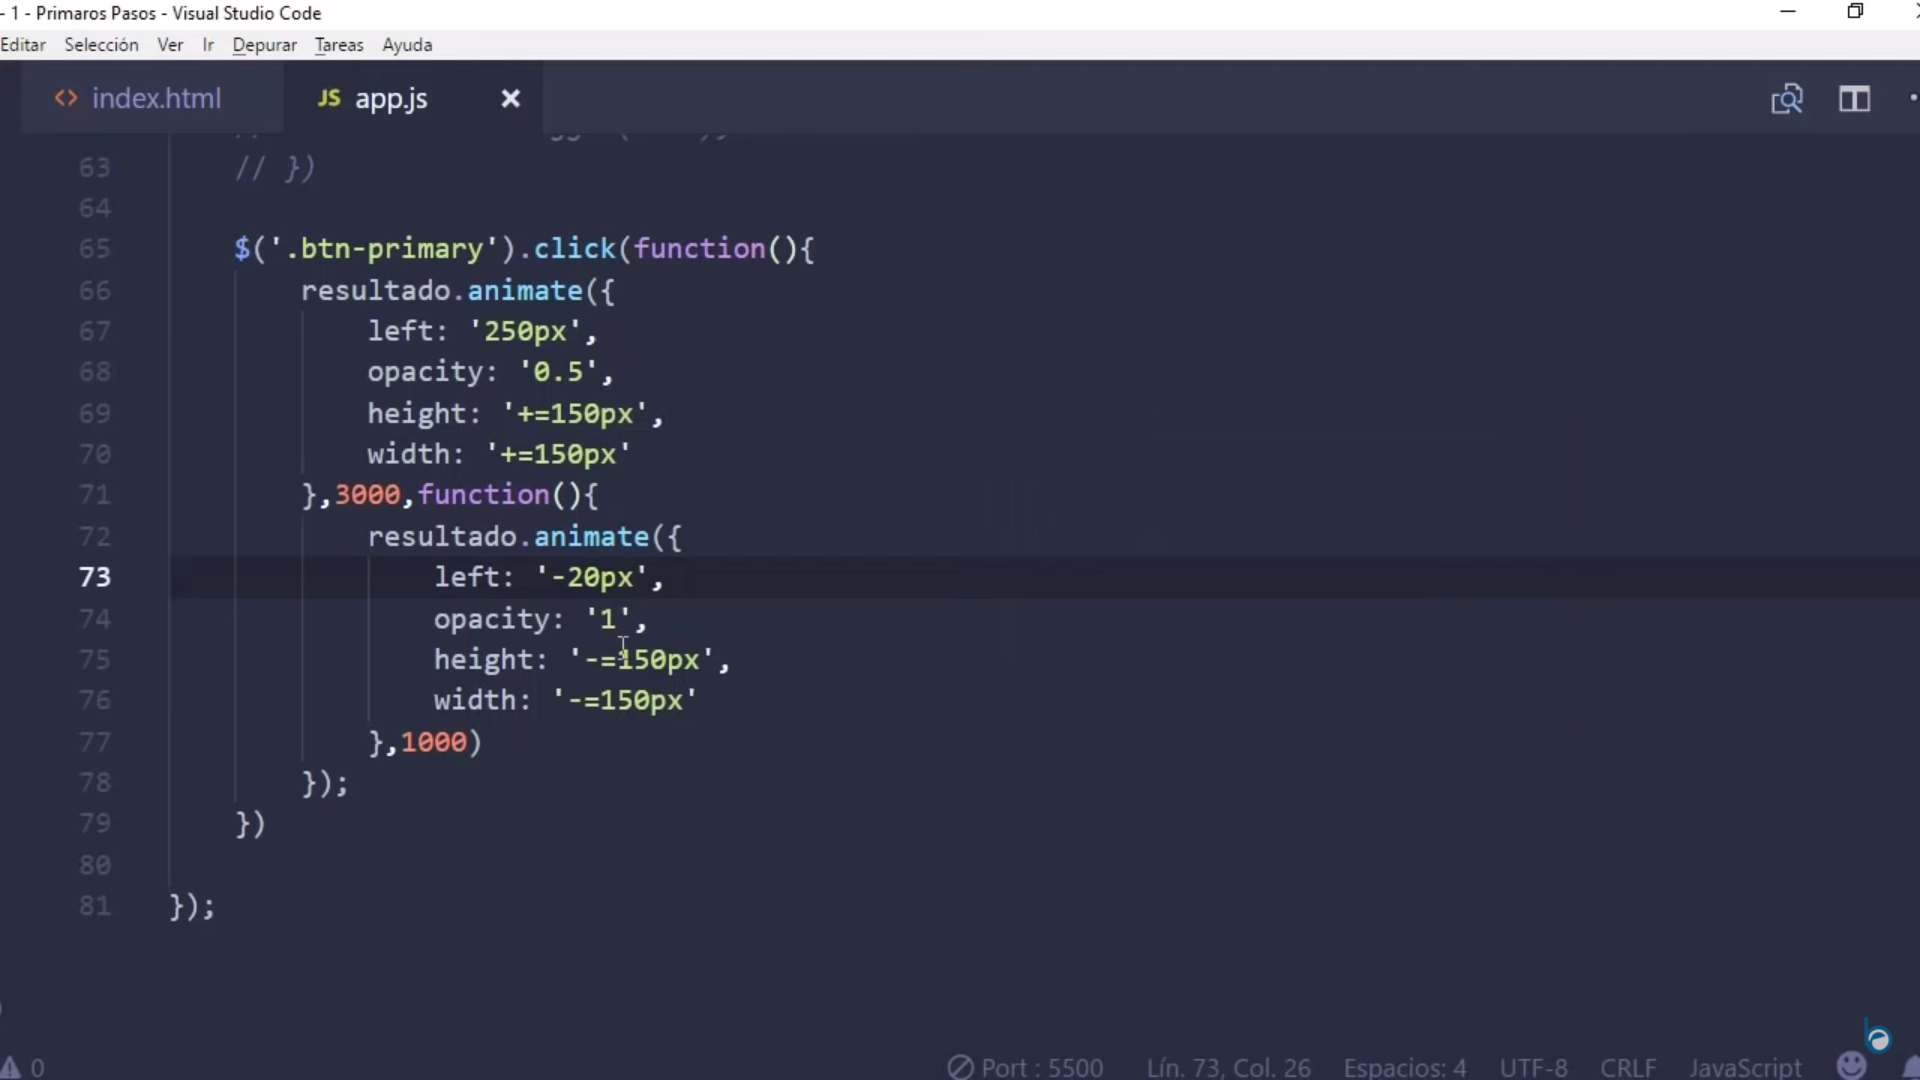 - 1 - Primaros Pasos - Visual Studio Code
Editar Selección Ver Ir Depurar Tareas Ayuda
<> index.html JS app.js
63 // })
64
65 $('.btn-primary').click(function(){
66 resultado.animate({
67 left: '250px',
68 opacity: '0.5',
69 height: '+=150px',
70 width: '+=150px'
71 },3000,function(){
72 resultado.animate({
73 left: '-20px',
74 opacity: '1',
75 height: '-=150px',
76 width: '-=150px'
77 },1000)
78 });
79 })
80
81 });
0 Port : 5500 Lín. 73, Col. 26 Espacios: 4 UTF-8 CRLF JavaScript